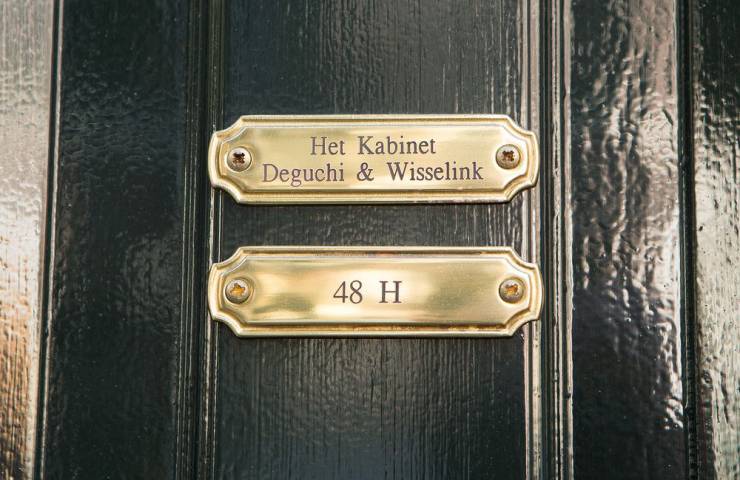 Het Kabinet
Deguchi & Wisselink
48 H